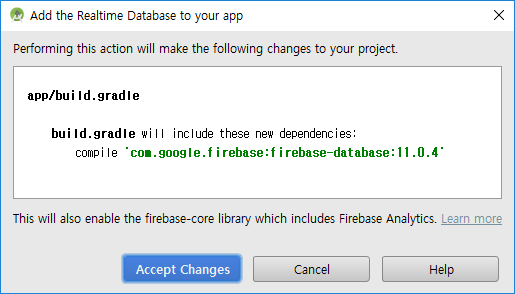 Add the Realtime Database to your app
Performing this action will make the following changes to your project.
app/build.gradle
build.gradle will include these new dependencies:
compile 'com.google.firebase:firebase-database:11.0.4'
This will also enable the firebase-core library which includes Firebase Analytics. Learn more
Accept Changes Cancel Help